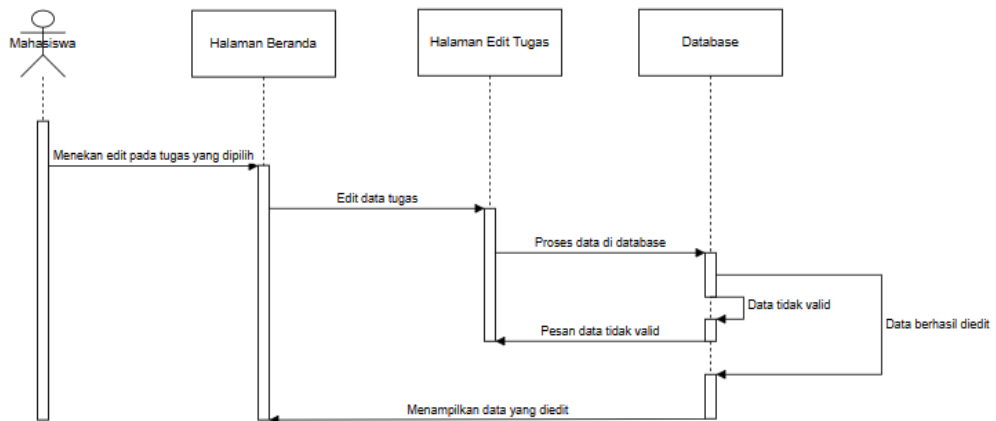 Mahasiswa
Halaman Beranda
Halaman Edit Tugas
Database
Menekan edit pada tugas yang dipilih
Edit data tugas
Proses data di database
Data tidak valid
Data berhasil diedit
Pesan data tidak valid
Menampilkan data yang diedit